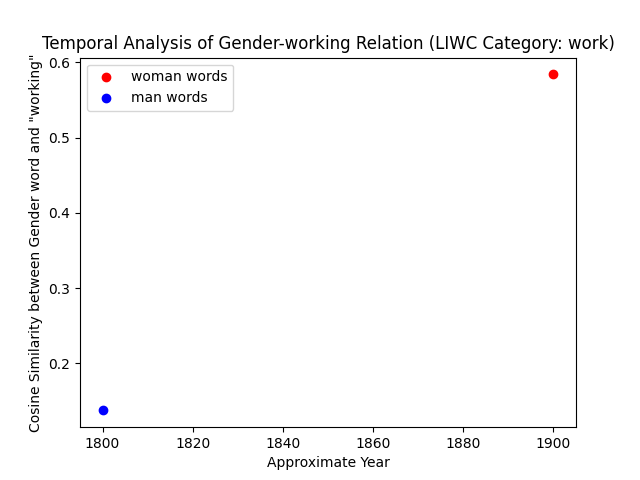 Temporal Analysis of Gender-working Relation (LIWC Category: work)
woman words
man words
Cosine Similarity between Gender word and "working"
0.6
0.5
0.4
0.3
0.2
1800 1820 1840 1860 1880 1900
Approximate Year